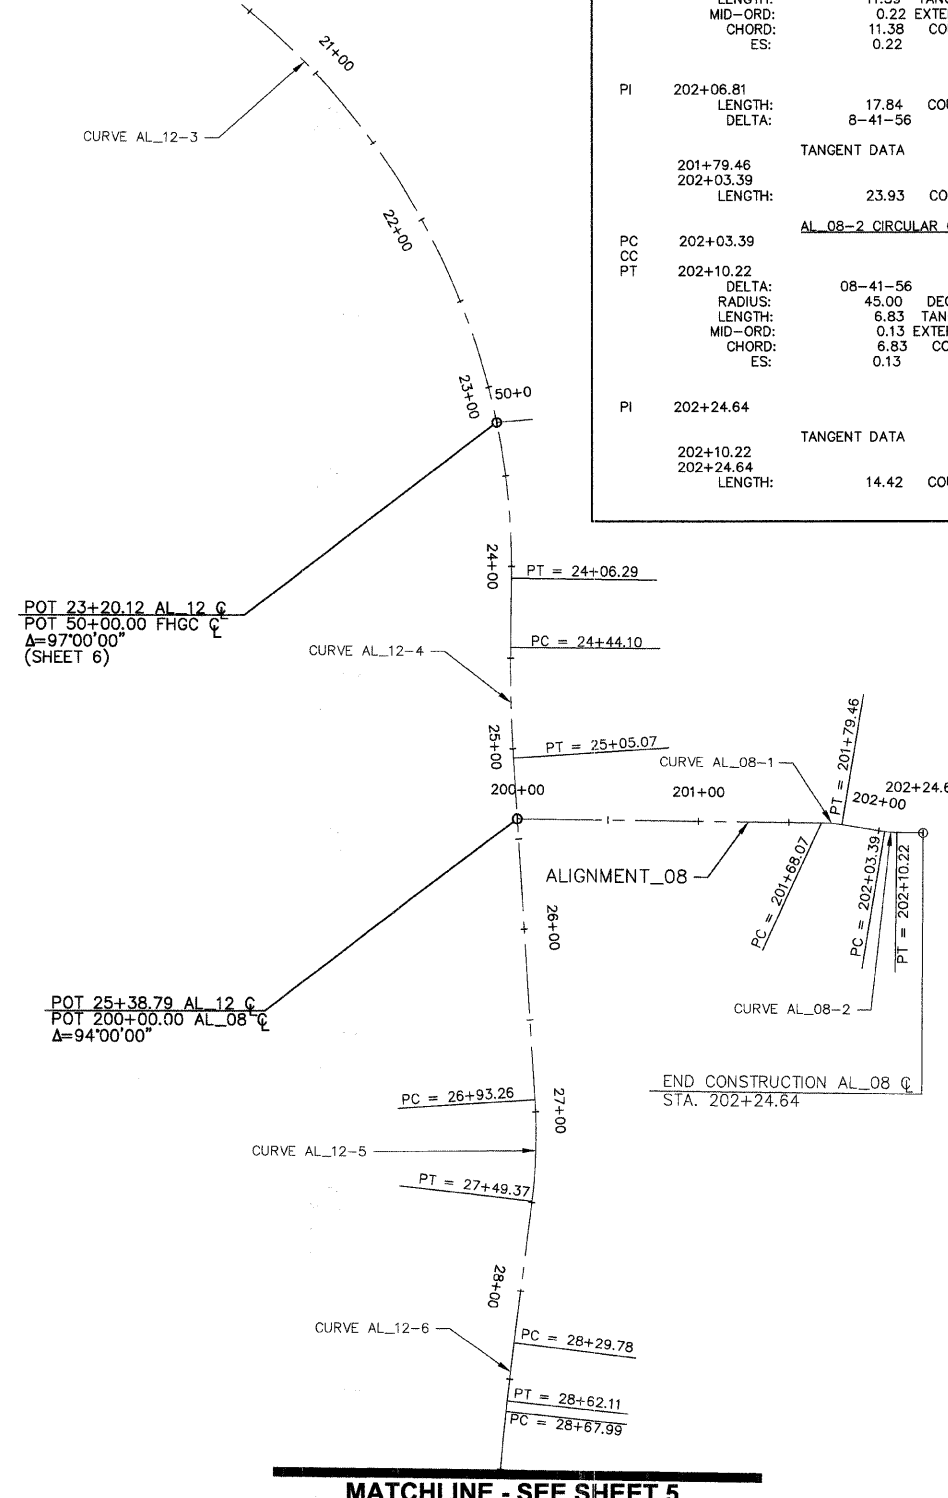 LENGTH:
MID-ORD: 0.22 EXTE
CHORD: 11.38 CO
ES: 0.22
PI 202+06.81
LENGTH: 17.84 COU
DELTA: 8-41-56
TANGENT DATA
201+79.46
202+03.39
LENGTH: 23.93 CO
AL_08-2 CIRCULAR
PC 202+03.39
CC
PT 202+10.22
DELTA: 08-41-56
RADIUS: 45.00 DEG
LENGTH: 6.83 TAN
MID-ORD: 0.13 EXTE
CHORD: 6.83 CO
ES: 0.13
PI 202+24.64
TANGENT DATA
202+10.22
202+24.64
LENGTH: 14.42 COU
21+00
CURVE AL_12-3
22+00
23+00
50+0
24+00
PT = 24+06.29
POT 23+20.12 AL_12 ℄
POT 50+00.00 FHGC ℄
Δ=97°00'00"
(SHEET 6)
PC = 24+44.10
CURVE AL_12-4
25+00
PT = 25+05.07
CURVE AL_08-1
PT = 201+79.46
200+00
201+00
202+00
202+24.6
ALIGNMENT_08
PC = 201+68.07
PC = 202+03.39
PT = 202+10.22
26+00
POT 25+38.79 AL_12 ℄
POT 200+00.00 AL_08 ℄
Δ=94°00'00"
CURVE AL_08-2
END CONSTRUCTION AL_08 ℄
STA. 202+24.64
PC = 26+93.26
27+00
CURVE AL_12-5
PT = 27+49.37
28+00
CURVE AL_12-6
PC = 28+29.78
PT = 28+62.11
PC = 28+67.99
MATCHLINE - SEE SHEET 5